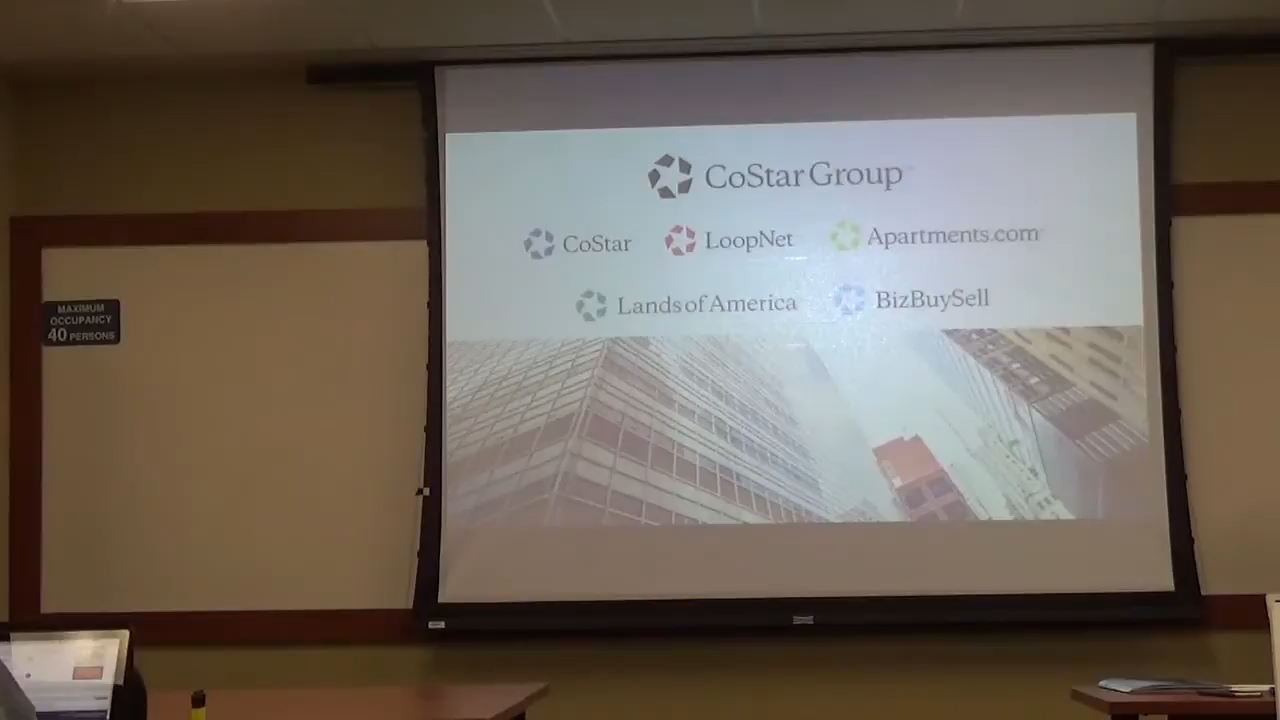 CoStar Group
CoStar
LoopNet
Apartments.com
Lands of America
BizBuySell
MAXIMUM
OCCUPANCY
40 PERSONS